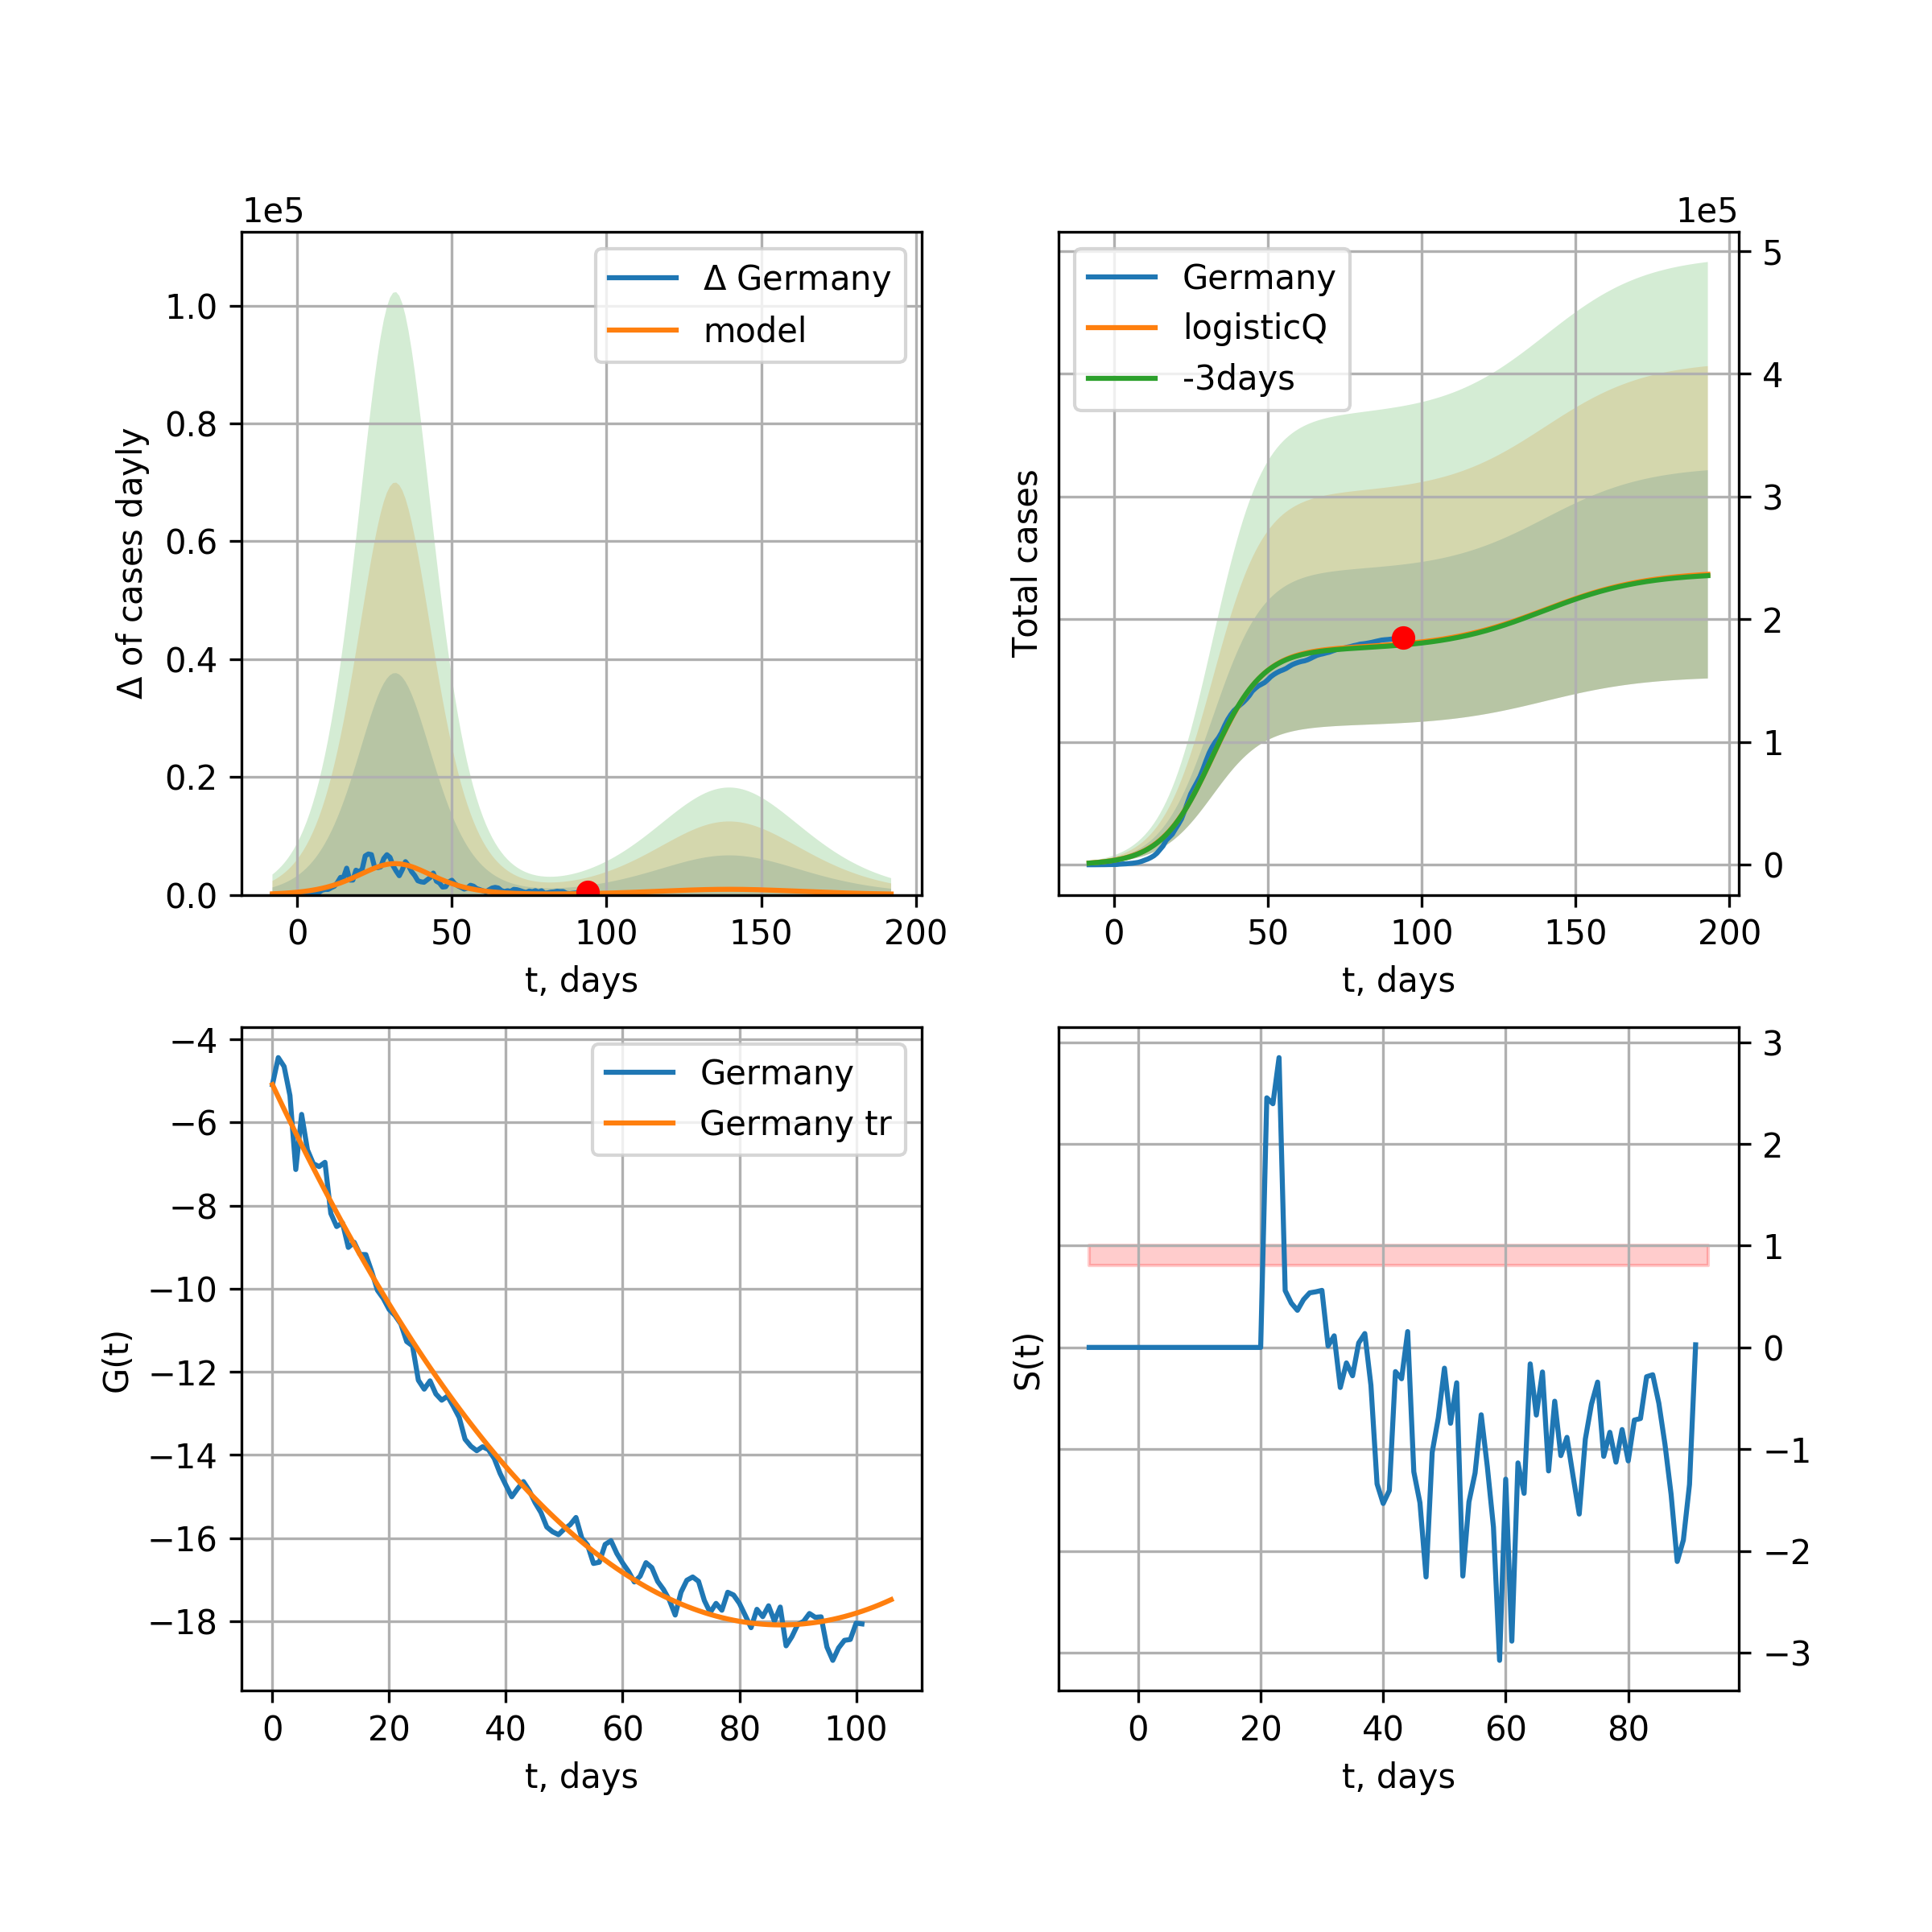 1e5
Δ of cases dayly
1.0
0.8
0.6
0.4
0.2
0.0
Δ Germany
model
0 50 100 150 200
t, days
1e5
Total cases
Germany
logisticQ
-3days
5
4
3
2
1
0
0 50 100 150 200
t, days
G(t)
−4
−6
−8
−10
−12
−14
−16
−18
Germany
Germany tr
0 20 40 60 80 100
t, days
S(t)
3
2
1
0
−1
−2
−3
0 20 40 60 80
t, days